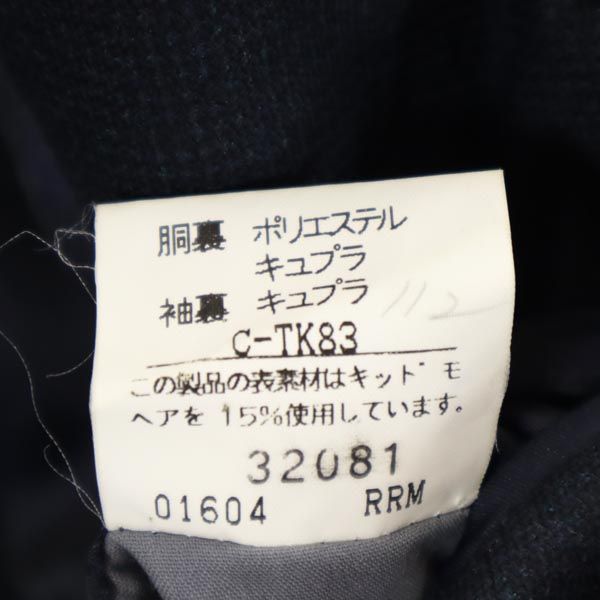 胴裏 ポリエステル
キュプラ
袖裏 キュプラ
112
C-TK83
この製品の表素材はキッドモ
ヘアを 15%使用しています。
32081
01604 RRM